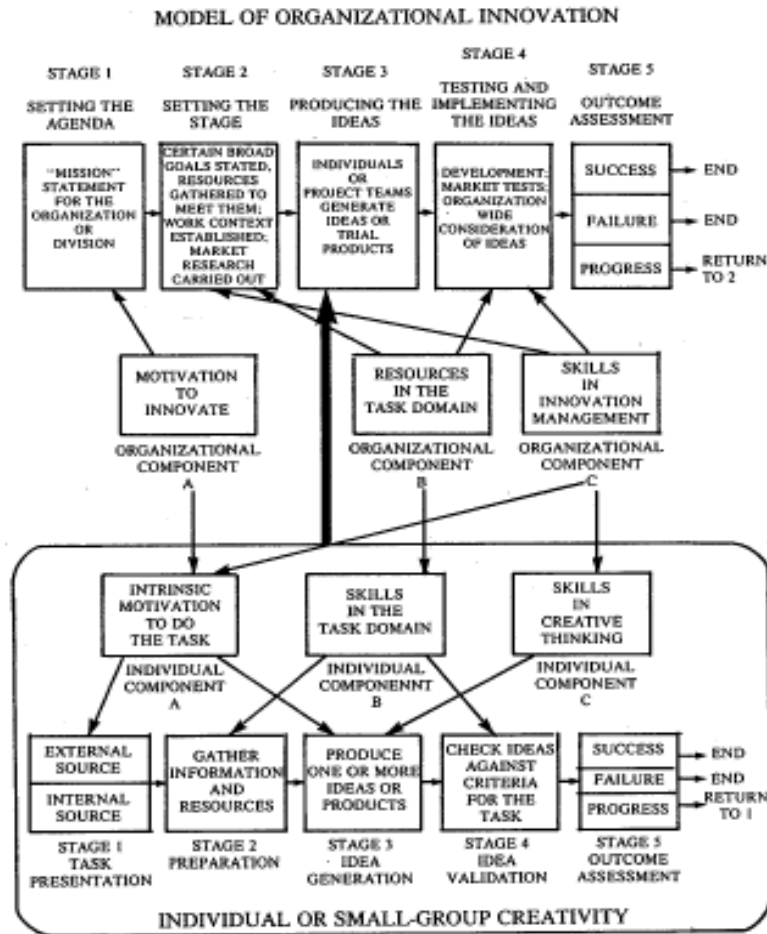 MODEL OF ORGANIZATIONAL INNOVATION
STAGE 1
SETTING THE
AGENDA
STAGE 2
SETTING THE
STAGE
STAGE 3
PRODUCING THE
IDEAS
STAGE 4
TESTING AND
IMPLEMENTING
THE IDEAS
STAGE 5
OUTCOME
ASSESSMENT
"MISSION"
STATEMENT
FOR THE
ORGANIZATION
OR
DIVISION
CERTAIN BROAD
GOALS STATED,
RESOURCES
GATHERED TO
MEET THEM;
WORK CONTEXT
ESTABLISHED;
MARKET
RESEARCH
CARRIED OUT
INDIVIDUALS
OR
PROJECT TEAMS
GENERATE
IDEAS OR
TRIAL
PRODUCTS
DEVELOPMENT;
MARKET TESTS;
ORGANIZATION
WIDE
CONSIDERATION
OF IDEAS
SUCCESS
END
FAILURE
END
PROGRESS
RETURN
TO 2
MOTIVATION
TO
INNOVATE
ORGANIZATIONAL
COMPONENT
A
RESOURCES
IN THE
TASK DOMAIN
ORGANIZATIONAL
COMPONENT
B
SKILLS
IN
INNOVATION
MANAGEMENT
ORGANIZATIONAL
COMPONENT
C
INTRINSIC
MOTIVATION
TO DO
THE TASK
INDIVIDUAL
COMPONENT
A
SKILLS
IN THE
TASK DOMAIN
INDIVIDUAL
COMPONENNT
B
SKILLS
IN
CREATIVE
THINKING
INDIVIDUAL
COMPONENT
C
EXTERNAL
SOURCE
INTERNAL
SOURCE
STAGE 1
TASK
PRESENTATION
GATHER
INFORMATION
AND
RESOURCES
STAGE 2
PREPARATION
PRODUCE
ONE OR MORE
IDEAS OR
PRODUCTS
STAGE 3
IDEA
GENERATION
CHECK IDEAS
AGAINST
CRITERIA
FOR THE
TASK
STAGE 4
IDEA
VALIDATION
SUCCESS
END
FAILURE
END
PROGRESS
RETURN
TO 1
STAGE 5
OUTCOME
ASSESSMENT
INDIVIDUAL OR SMALL-GROUP CREATIVITY